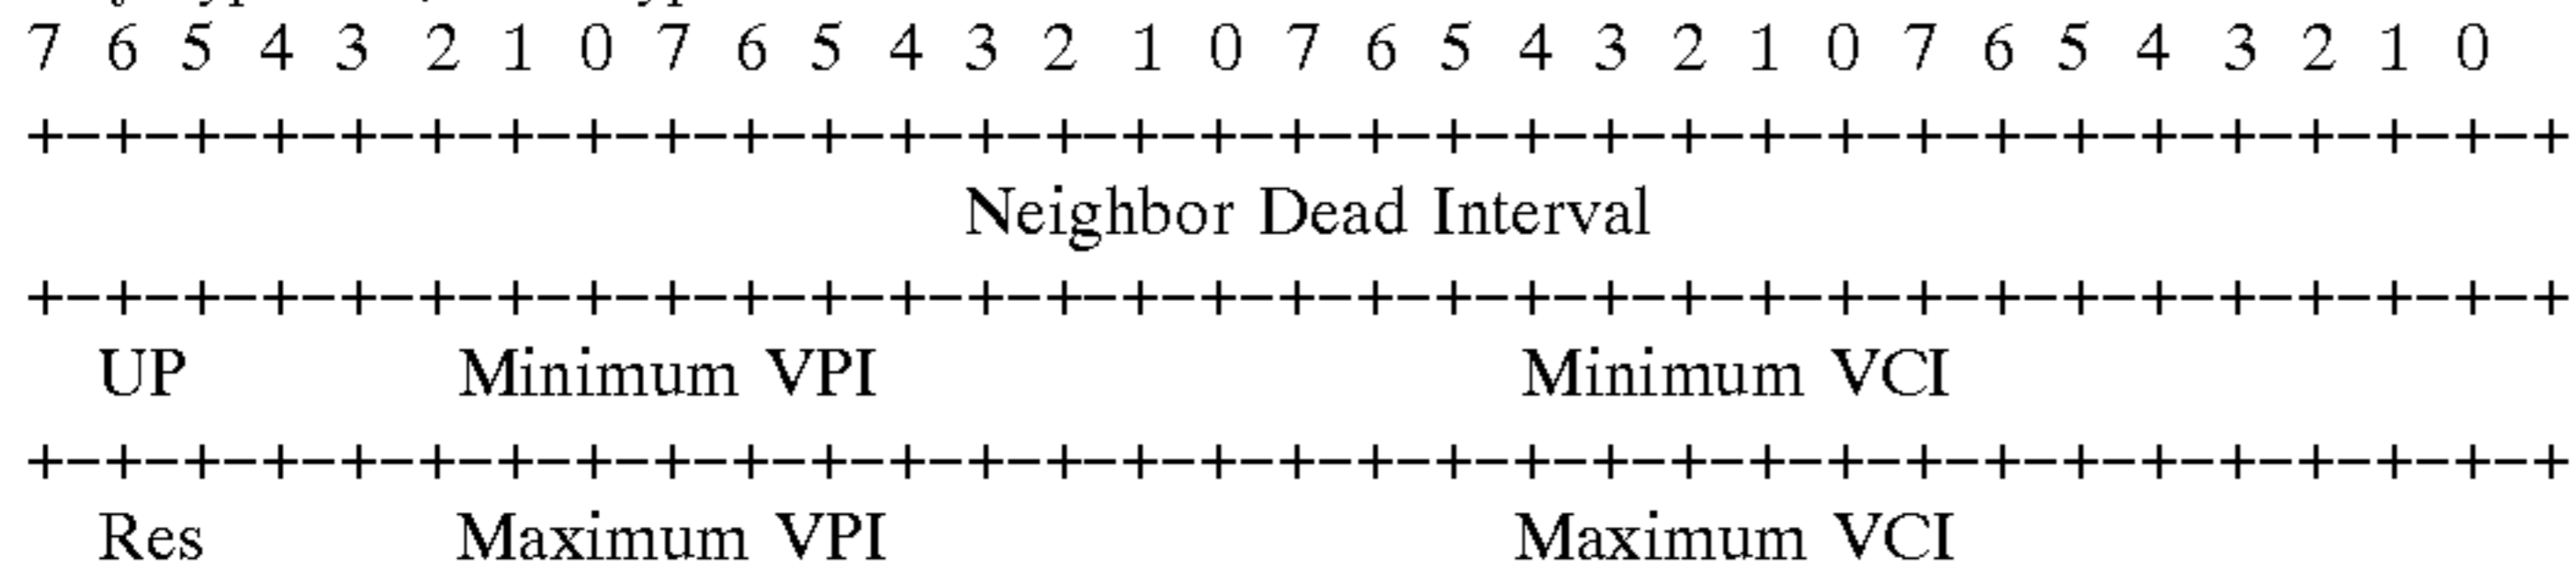 7 6 5 4 3 2 1 0 7 6 5 4 3 2 1 0 7 6 5 4 3 2 1 0 7 6 5 4 3 2 1 0
+-+-+-+-+-+-+-+-+-+-+-+-+-+-+-+-+-+-+-+-+-+-+-+-+-+-+-+-+-+-+-+-+
Neighbor Dead Interval
+-+-+-+-+-+-+-+-+-+-+-+-+-+-+-+-+-+-+-+-+-+-+-+-+-+-+-+-+-+-+-+-+
UP Minimum VPI Minimum VCI
+-+-+-+-+-+-+-+-+-+-+-+-+-+-+-+-+-+-+-+-+-+-+-+-+-+-+-+-+-+-+-+-+
Res Maximum VPI Maximum VCI